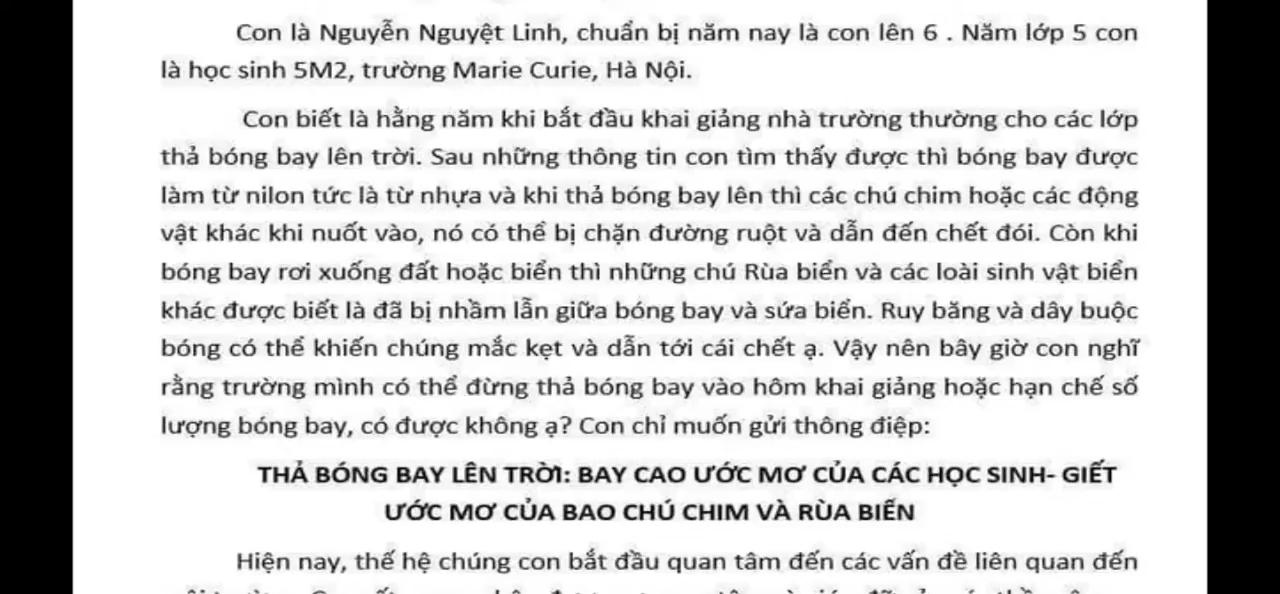 Con là Nguyễn Nguyệt Linh, chuẩn bị năm nay là con lên 6 . Năm lớp 5 con
là học sinh 5M2, trường Marie Curie, Hà Nội.
Con biết là hằng năm khi bắt đầu khai giảng nhà trường thường cho các lớp
thả bóng bay lên trời. Sau những thông tin con tìm thấy được thì bóng bay được
làm từ nilon tức là từ nhựa và khi thả bóng bay lên thì các chú chim hoặc các động
vật khác khi nuốt vào, nó có thể bị chặn đường ruột và dẫn đến chết đói. Còn khi
bóng bay rơi xuống đất hoặc biển thì những chú Rùa biển và các loài sinh vật biển
khác được biết là đã bị nhầm lẫn giữa bóng bay và sứa biển. Ruy băng và dây buộc
bóng có thể khiến chúng mắc kẹt và dẫn tới cái chết ạ. Vậy nên bây giờ con nghĩ
rằng trường mình có thể đừng thả bóng bay vào hôm khai giảng hoặc hạn chế số
lượng bóng bay, có được không ạ? Con chỉ muốn gửi thông điệp:
THẢ BÓNG BAY LÊN TRỜI: BAY CAO ƯỚC MƠ CỦA CÁC HỌC SINH- GIẾT
ƯỚC MƠ CỦA BAO CHÚ CHIM VÀ RÙA BIỂN
Hiện nay, thế hệ chúng con bắt đầu quan tâm đến các vấn đề liên quan đến